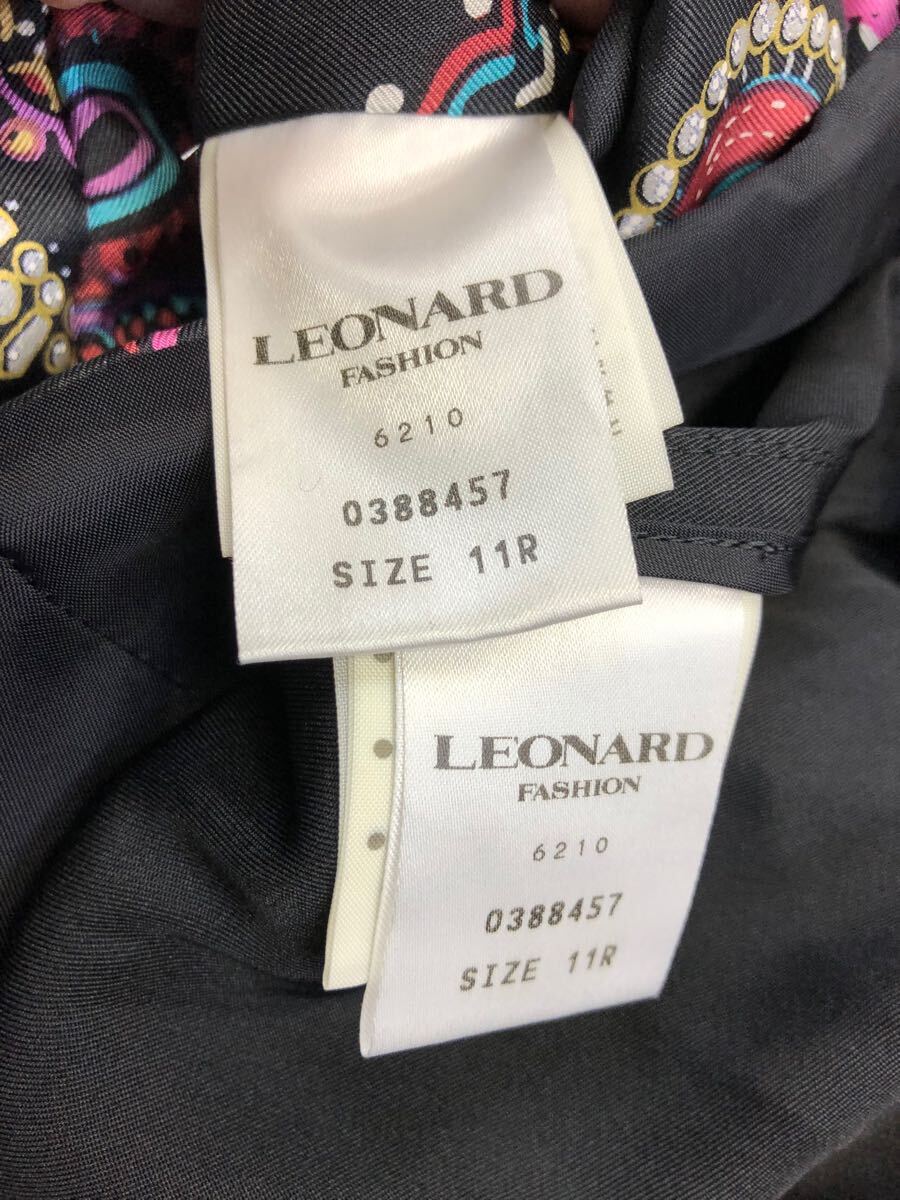 LEONARD
FASHION
6210
0388457
SIZE 11R
LEONARD
FASHION
6210
0388457
SIZE 11R